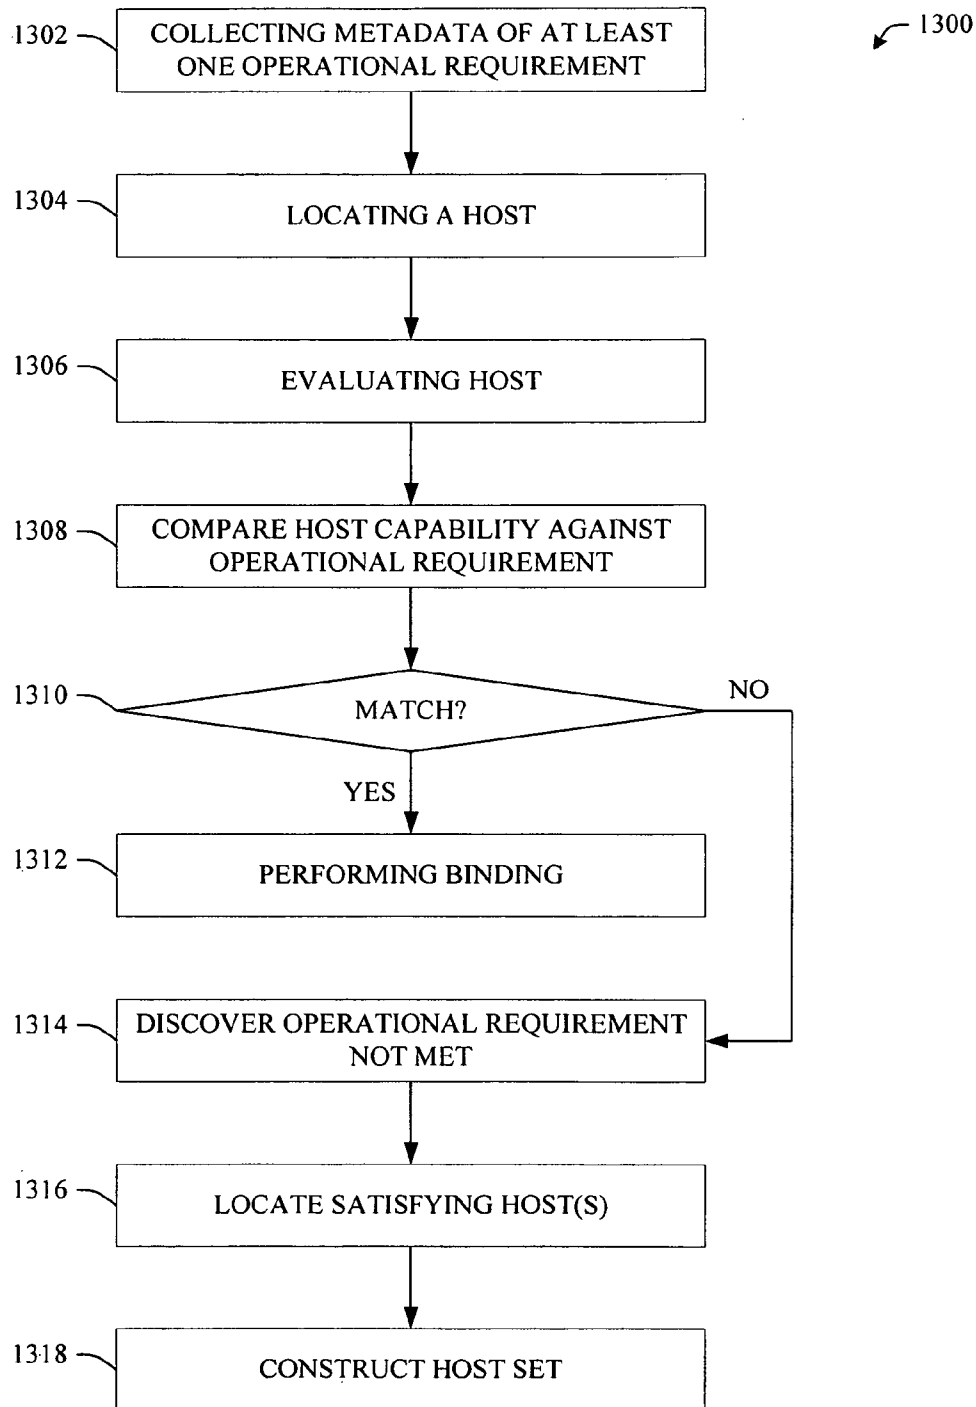 1300
1302
COLLECTING METADATA OF AT LEAST
ONE OPERATIONAL REQUIREMENT
1304
LOCATING A HOST
1306
EVALUATING HOST
1308
COMPARE HOST CAPABILITY AGAINST
OPERATIONAL REQUIREMENT
1310
MATCH?
NO
YES
1312
PERFORMING BINDING
1314
DISCOVER OPERATIONAL REQUIREMENT
NOT MET
1316
LOCATE SATISFYING HOST(S)
1318
CONSTRUCT HOST SET